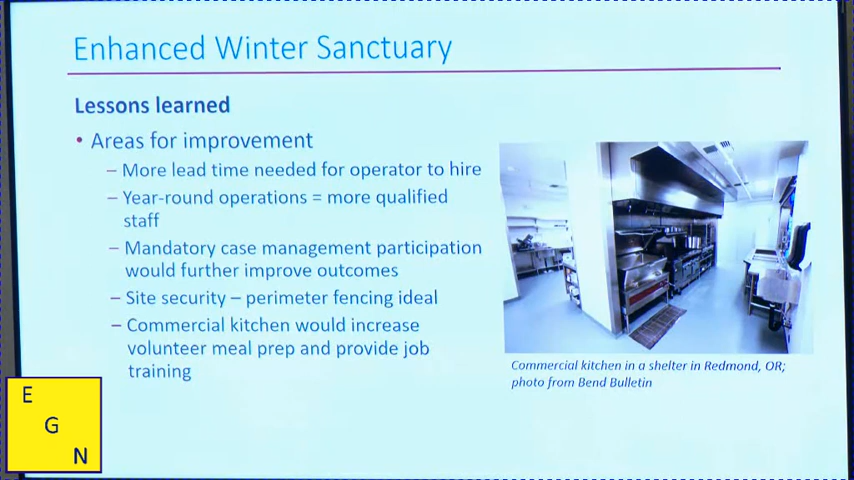 Enhanced Winter Sanctuary
Lessons learned
• Areas for improvement
– More lead time needed for operator to hire
– Year-round operations = more qualified
staff
– Mandatory case management participation
would further improve outcomes
– Site security – perimeter fencing ideal
– Commercial kitchen would increase
volunteer meal prep and provide job
training
Commercial kitchen in a shelter in Redmond, OR;
photo from Bend Bulletin
E
G
N